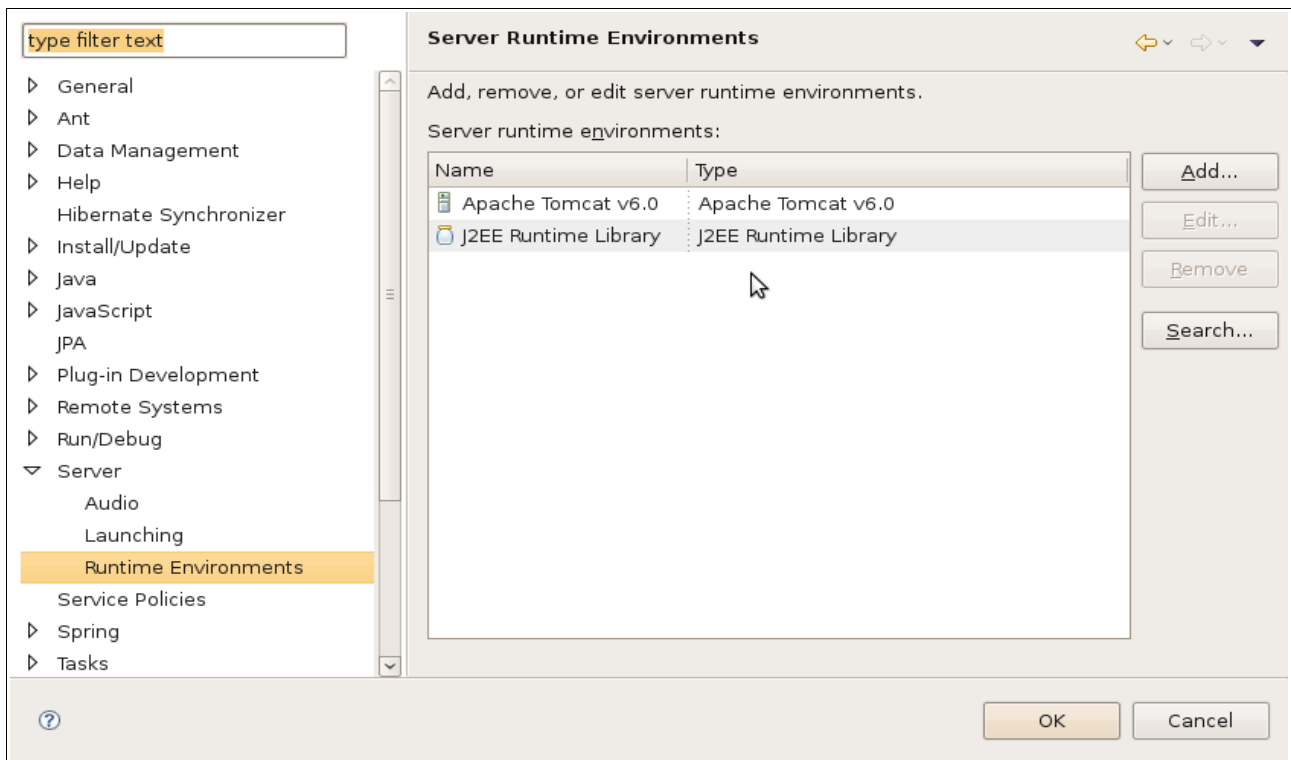 type filter text
General
Ant
Data Management
Help
Hibernate Synchronizer
Install/Update
Java
JavaScript
JPA
Plug-in Development
Remote Systems
Run/Debug
Server
Audio
Launching
Runtime Environments
Service Policies
Spring
Tasks
Server Runtime Environments
Add, remove, or edit server runtime environments.
Server runtime environments:
Name Type
Apache Tomcat v6.0 Apache Tomcat v6.0
J2EE Runtime Library J2EE Runtime Library
Add...
Edit...
Remove
Search...
OK Cancel